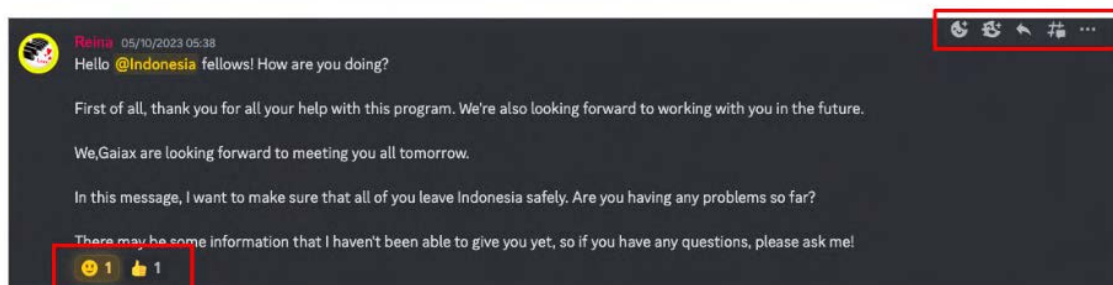 Reina 05/10/2023 05:38
Hello @Indonesia fellows! How are you doing?
First of all, thank you for all your help with this program. We're also looking forward to working with you in the future.
We,Gaiax are looking forward to meeting you all tomorrow.
In this message, I want to make sure that all of you leave Indonesia safely. Are you having any problems so far?
There may be some information that I haven't been able to give you yet, so if you have any questions, please ask me!
🙂 1 👍 1